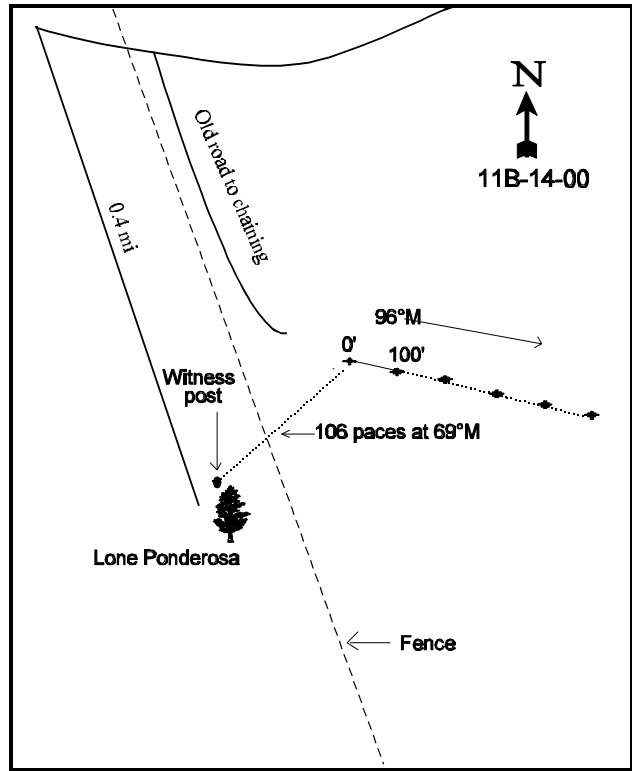 N
11B-14-00
Old road to chaining
0.4 mi
96°M
0'
100'
Witness
post
106 paces at 69°M
Lone Ponderosa
Fence